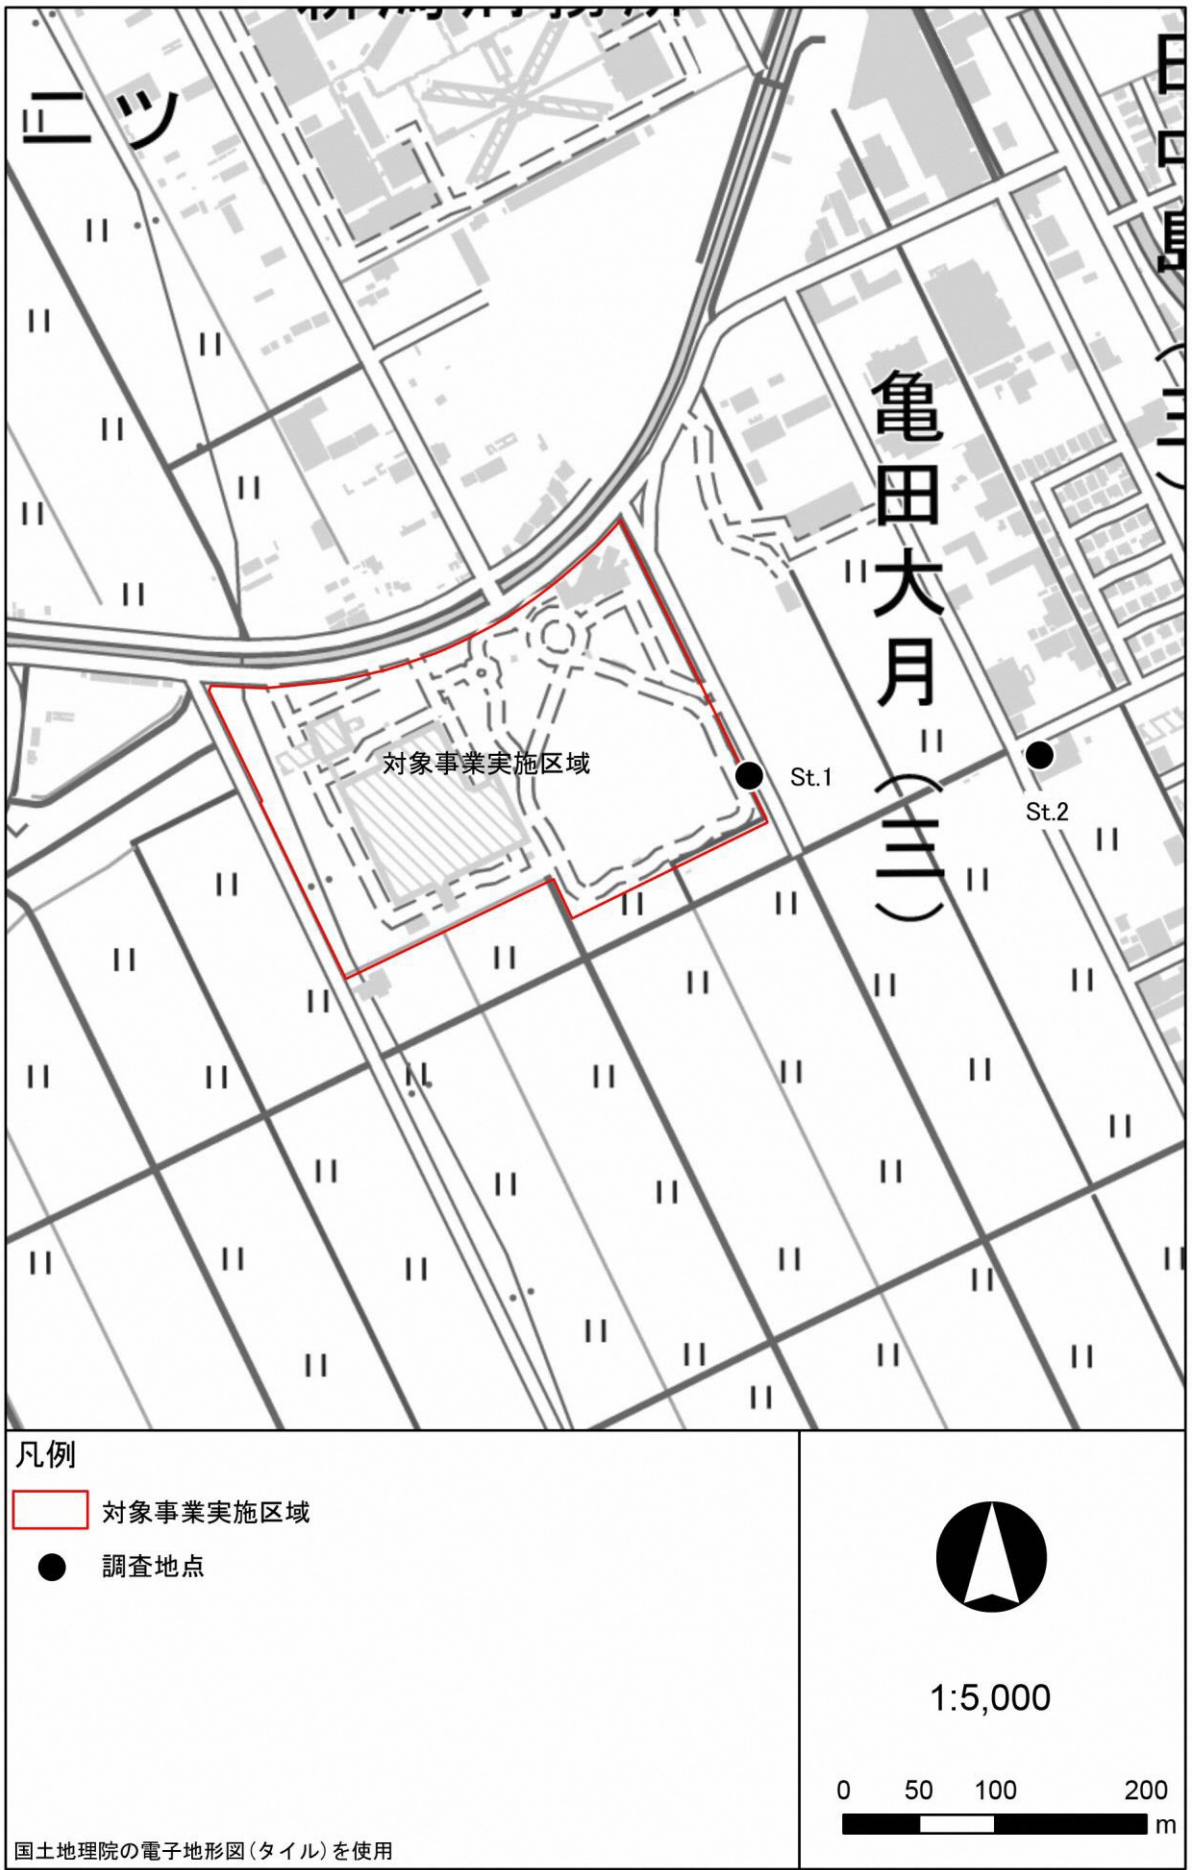 二ツ
亀田大月(三)
対象事業実施区域
St.1
St.2
凡例
対象事業実施区域
調査地点
1:5,000
0 50 100 200
m
国土地理院の電子地形図(タイル)を使用